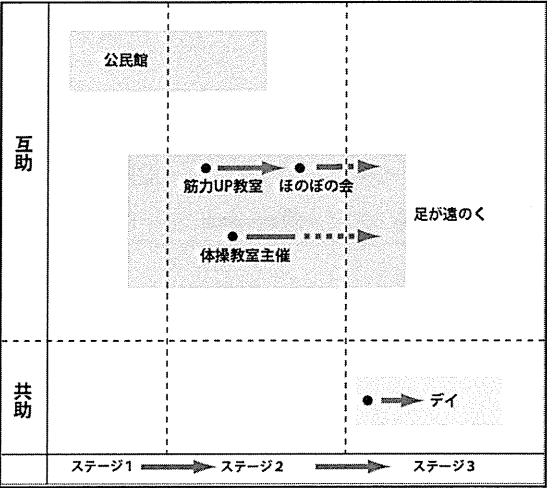 公民館
互助
筋力UP教室
ほのぼの会
足が遠のく
体操教室主催
共助
デイ
ステージ1
ステージ2
ステージ3